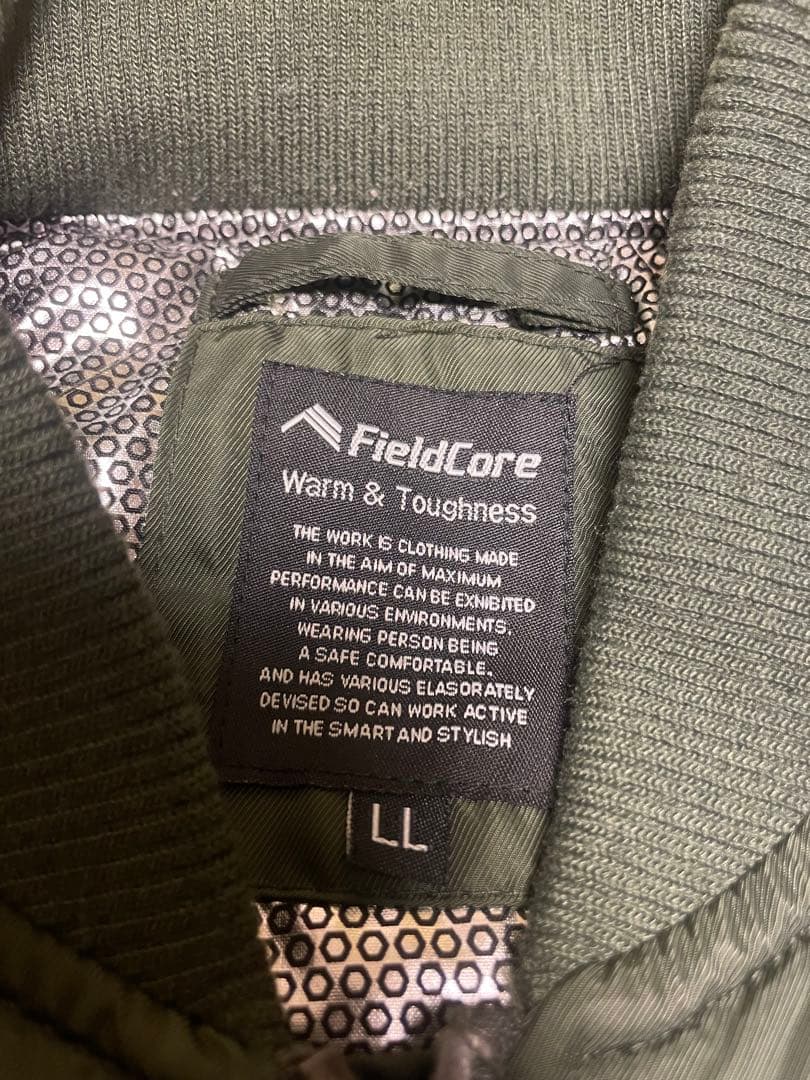 FieldCore
Warm & Toughness
THE WORK IS CLOTHING MADE
IN THE AIM OF MAXIMUM
PERFORMANCE CAN BE EXNIBITED
IN VARIOUS ENVIRONMENTS.
WEARING PERSON BEING
A SAFE COMFORTABLE.
AND HAS VARIOUS ELASORATELY
DEVISED SO CAN WORK ACTIVE
IN THE SMART AND STYLISH
LL